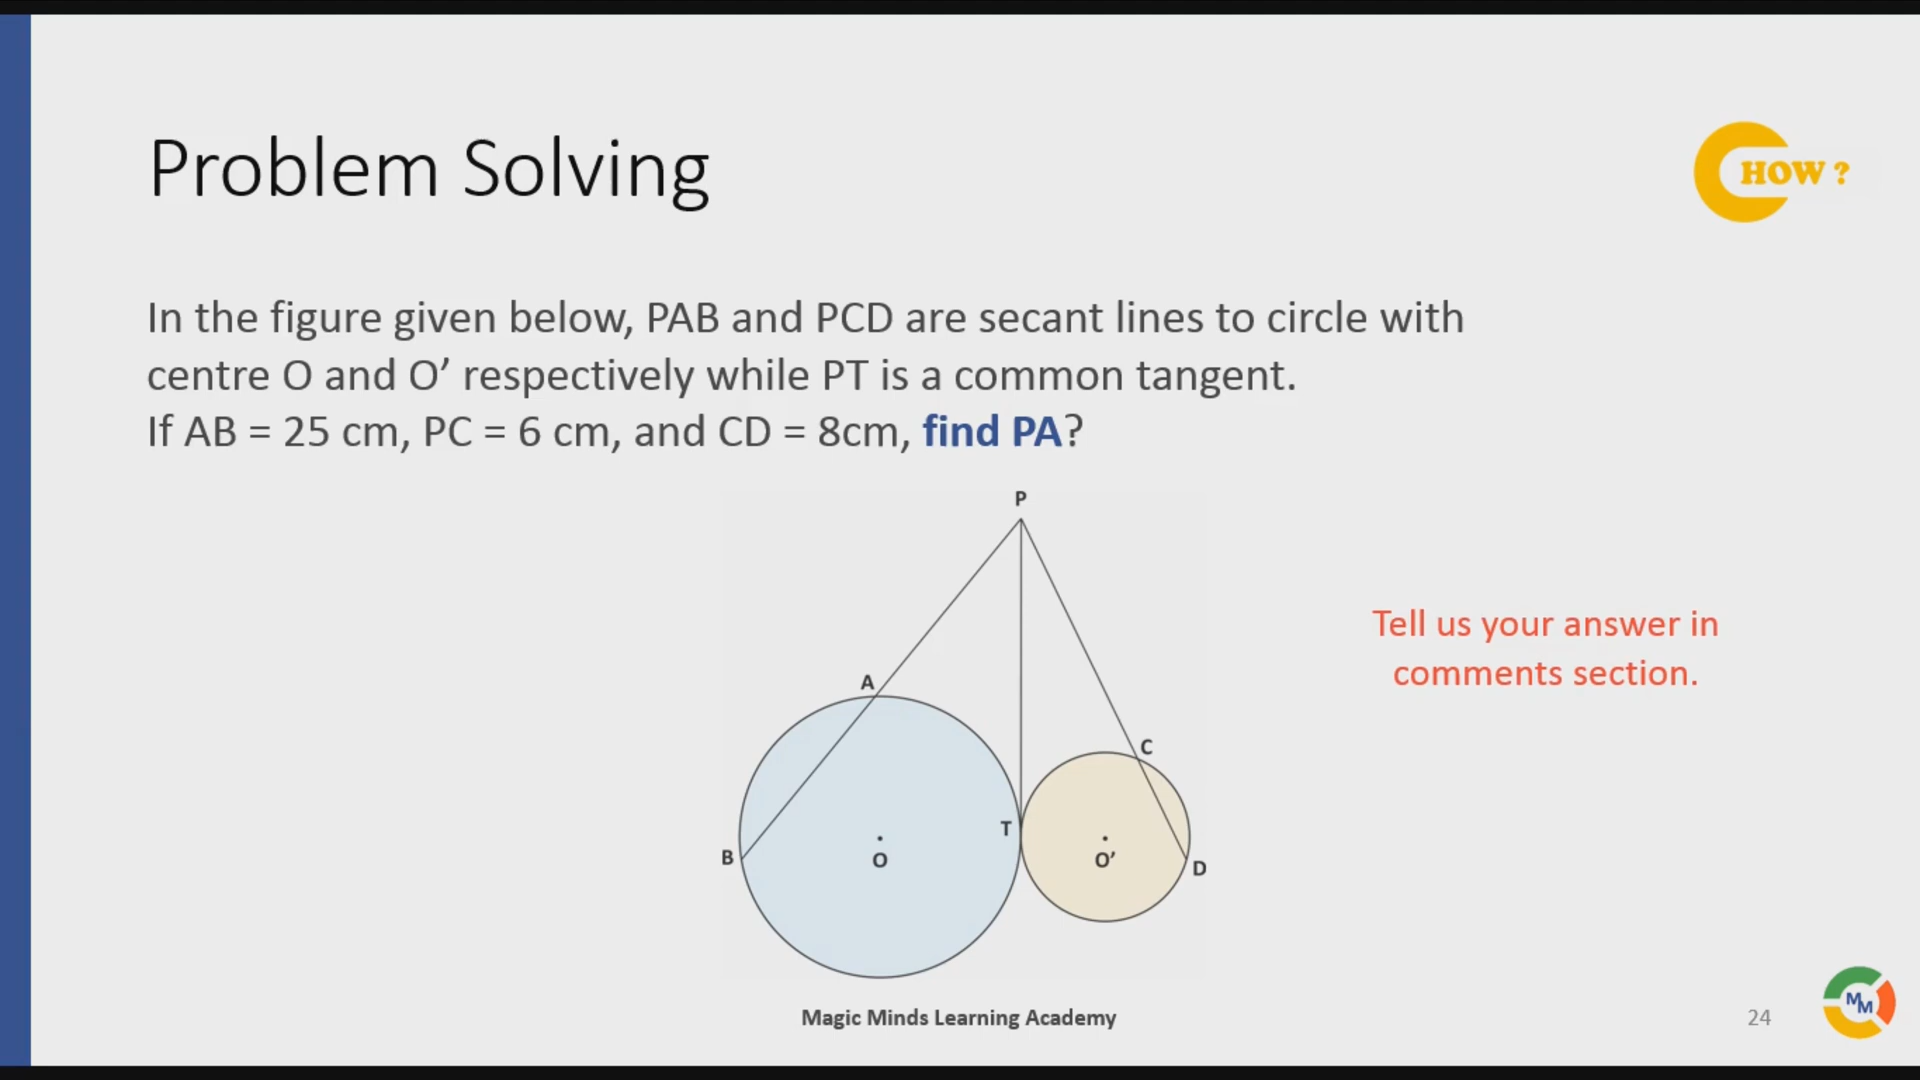 Problem Solving
HOW ?
In the figure given below, PAB and PCD are secant lines to circle with
centre O and O’ respectively while PT is a common tangent.
If AB = 25 cm, PC = 6 cm, and CD = 8cm, find PA?
P
A
C
T
B
O
O’
D
Tell us your answer in
comments section.
Magic Minds Learning Academy
24
MM